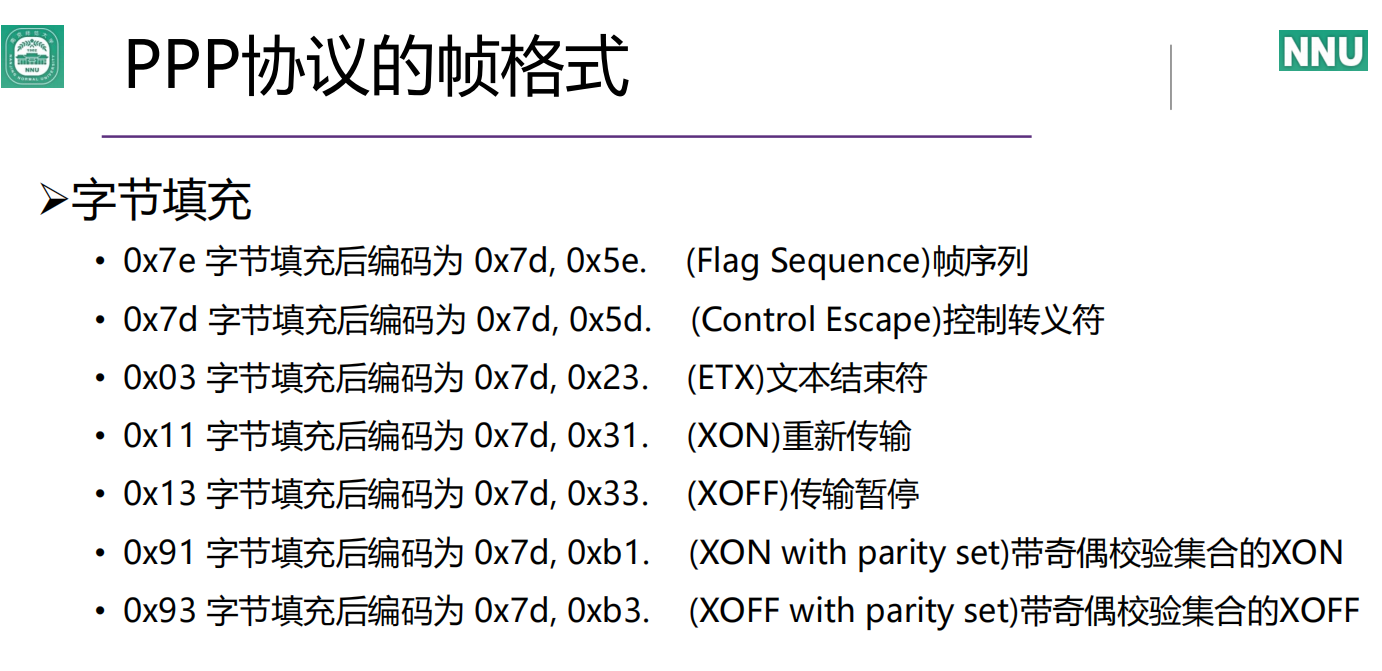 PPP协议的帧格式
NNU
NNU
➢字节填充
• 0x7e 字节填充后编码为 0x7d, 0x5e. (Flag Sequence)帧序列
• 0x7d 字节填充后编码为 0x7d, 0x5d. (Control Escape)控制转义符
• 0x03 字节填充后编码为 0x7d, 0x23. (ETX)文本结束符
• 0x11 字节填充后编码为 0x7d, 0x31. (XON)重新传输
• 0x13 字节填充后编码为 0x7d, 0x33. (XOFF)传输暂停
• 0x91 字节填充后编码为 0x7d, 0xb1. (XON with parity set)带奇偶校验集合的XON
• 0x93 字节填充后编码为 0x7d, 0xb3. (XOFF with parity set)带奇偶校验集合的XOFF